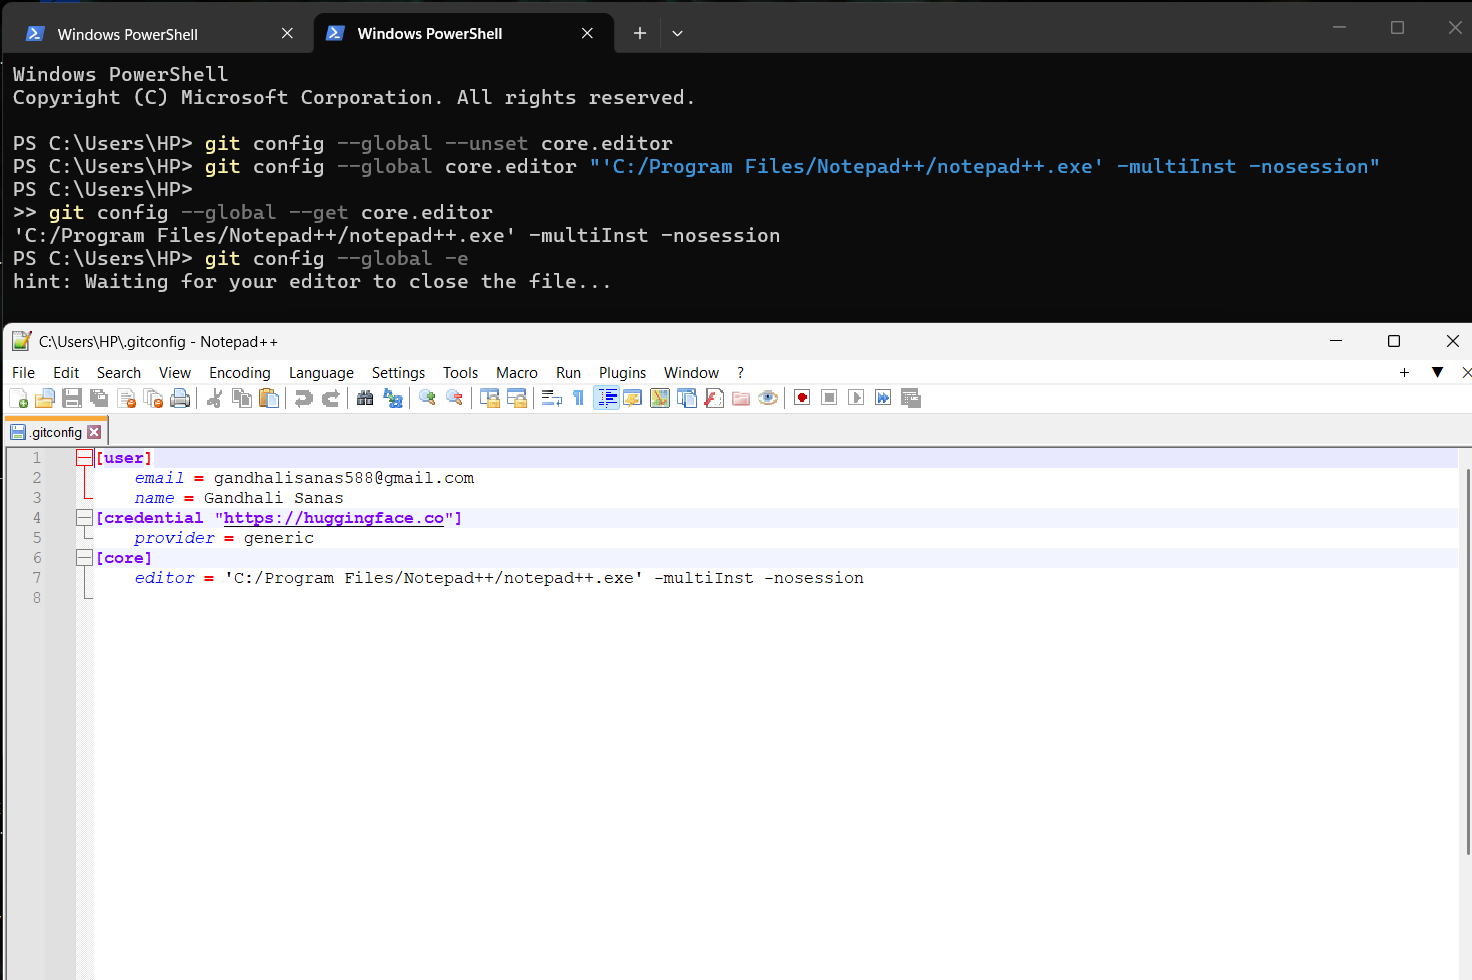 Windows PowerShell
Windows PowerShell
Windows PowerShell
Copyright (C) Microsoft Corporation. All rights reserved.
PS C:\Users\HP> git config --global --unset core.editor
PS C:\Users\HP> git config --global core.editor "'C:/Program Files/Notepad++/notepad++.exe' -multiInst -nosession"
PS C:\Users\HP>
>> git config --global --get core.editor
'C:/Program Files/Notepad++/notepad++.exe' -multiInst -nosession
PS C:\Users\HP> git config --global -e
hint: Waiting for your editor to close the file...
C:\Users\HP\.gitconfig - Notepad++
File Edit Search View Encoding Language Settings Tools Macro Run Plugins Window ?
.gitconfig
1 [user]
2 email = gandhalisanas588@gmail.com
3 name = Gandhali Sanas
4 [credential "https://huggingface.co"]
5 provider = generic
6 [core]
7 editor = 'C:/Program Files/Notepad++/notepad++.exe' -multiInst -nosession
8